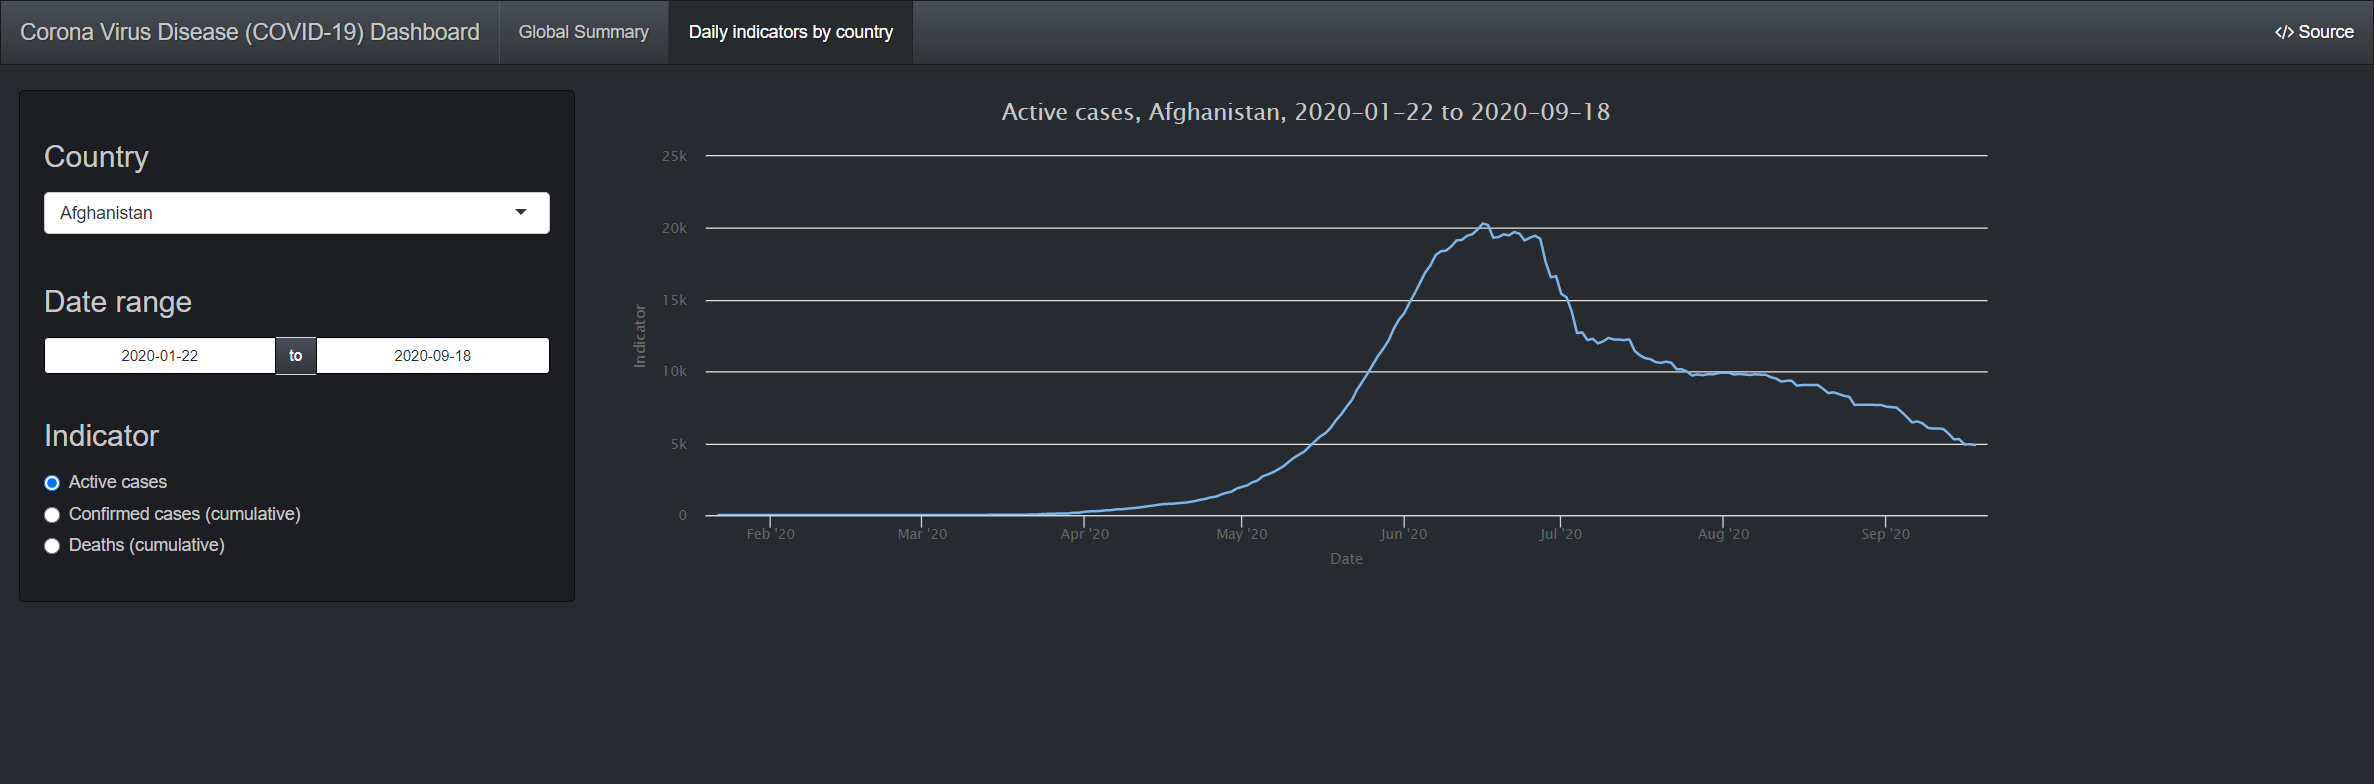 Corona Virus Disease (COVID-19) Dashboard Global Summary Daily indicators by country </> Source
Country
Afghanistan
Date range
2020-01-22 to 2020-09-18
Indicator
Active cases
Confirmed cases (cumulative)
Deaths (cumulative)
Active cases, Afghanistan, 2020-01-22 to 2020-09-18
Indicator
25k
20k
15k
10k
5k
0
Feb '20 Mar '20 Apr '20 May '20 Jun '20 Jul '20 Aug '20 Sep '20
Date